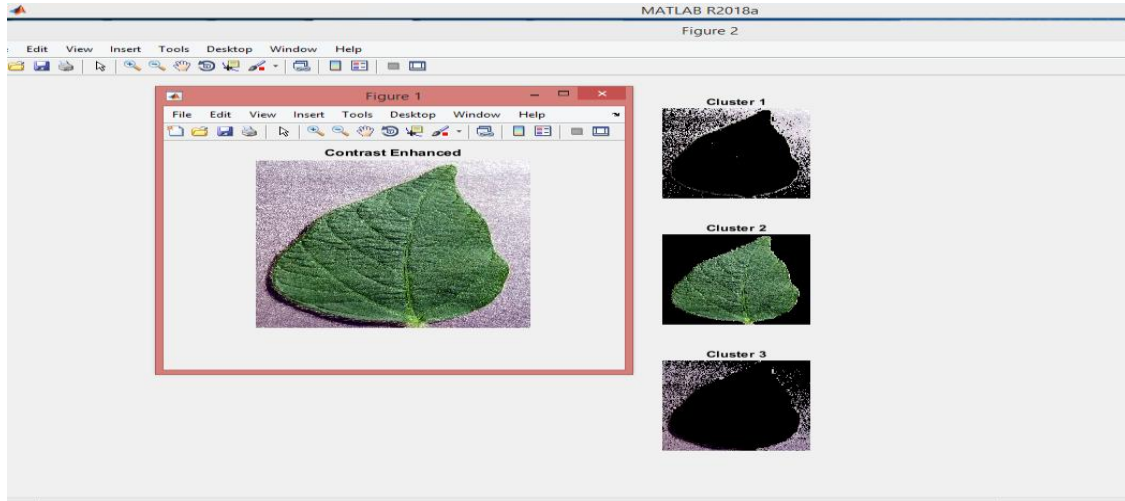 MATLAB R2018a
Figure 2
Edit View Insert Tools Desktop Window Help
Figure 1
File Edit View Insert Tools Desktop Window Help
Contrast Enhanced
Cluster 1
Cluster 2
Cluster 3